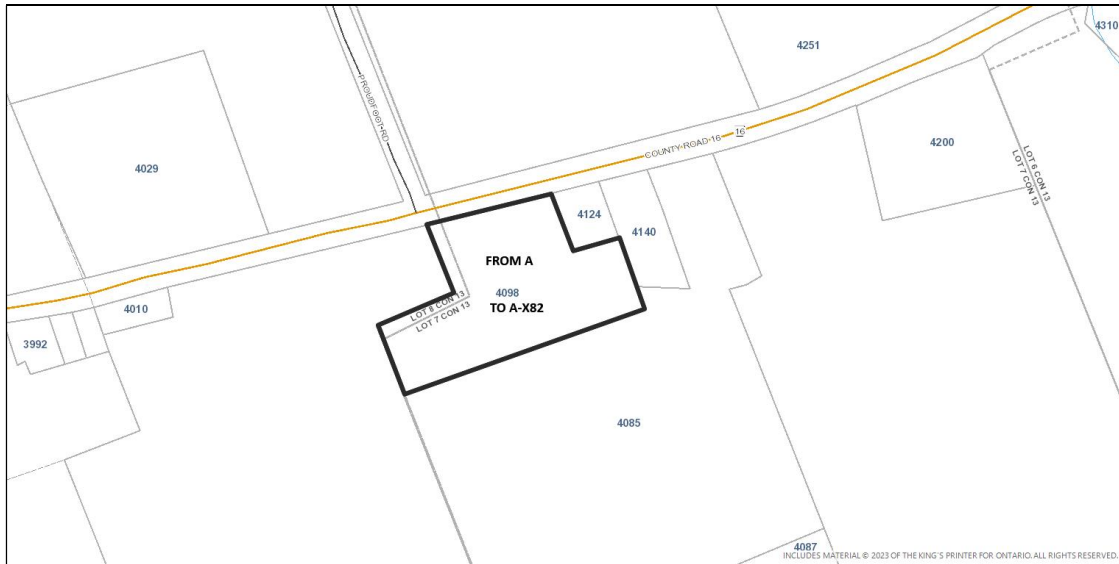 4310
4251
PROUDFOOT RD
16
COUNTY ROAD 16
4200
LOT 6 CON 13
LOT 7 CON 13
4029
4124
4140
FROM A
4098
TO A-X82
LOT 8 CON 13
LOT 7 CON 13
4010
3992
4085
4087
INCLUDES MATERIAL © 2023 OF THE KING'S PRINTER FOR ONTARIO. ALL RIGHTS RESERVED.